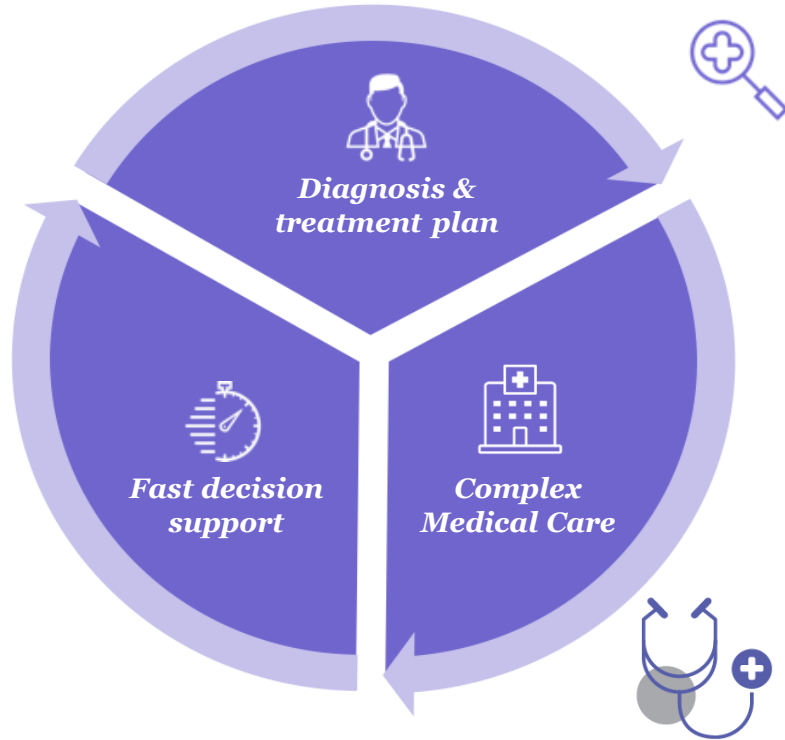 Diagnosis &
treatment plan
Fast decision
support
Complex
Medical Care